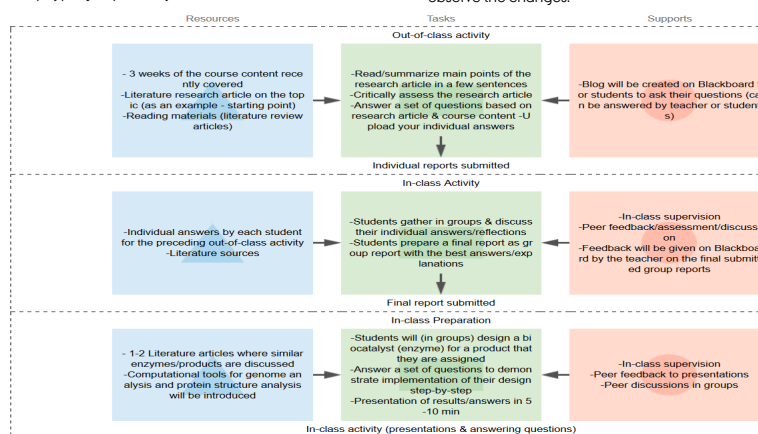 observe the changes.
Resources
Tasks
Supports
Out-of-class activity
- 3 weeks of the course content rece
ntly covered
-Literature research article on the top
ic (as an example - starting point)
-Reading materials (literature review
articles)
-Read/summarize main points of the
research article in a few sentences
-Critically assess the research article
-Answer a set of questions based on
research article & course content -U
pload your individual answers
-Blog will be created on Blackboard
or students to ask their questions (ca
n be answered by teacher or student
s)
Individual reports submitted
In-class Activity
-Individual answers by each student
for the preceding out-of-class activity
-Literature sources
-Students gather in groups & discuss
their individual answers/reflections
-Students prepare a final report as gr
oup report with the best answers/exp
lanations
-In-class supervision
-Peer feedback/assessment/discuss
on
-Feedback will be given on Blackboa
rd by the teacher on the final submitt
ed group reports
Final report submitted
In-class Preparation
- 1-2 Literature articles where similar
enzymes/products are discussed
-Computational tools for genome an
alysis and protein structure analysis
will be introduced
-Students will (in groups) design a bi
ocatalyst (enzyme) for a product that
they are assigned
-Answer a set of questions to demon
strate implementation of their design
step-by-step
-Presentation of results/answers in 5
-10 min
-In-class supervision
-Peer feedback to presentations
-Peer discussions in groups
In-class activity (presentations & answering questions)